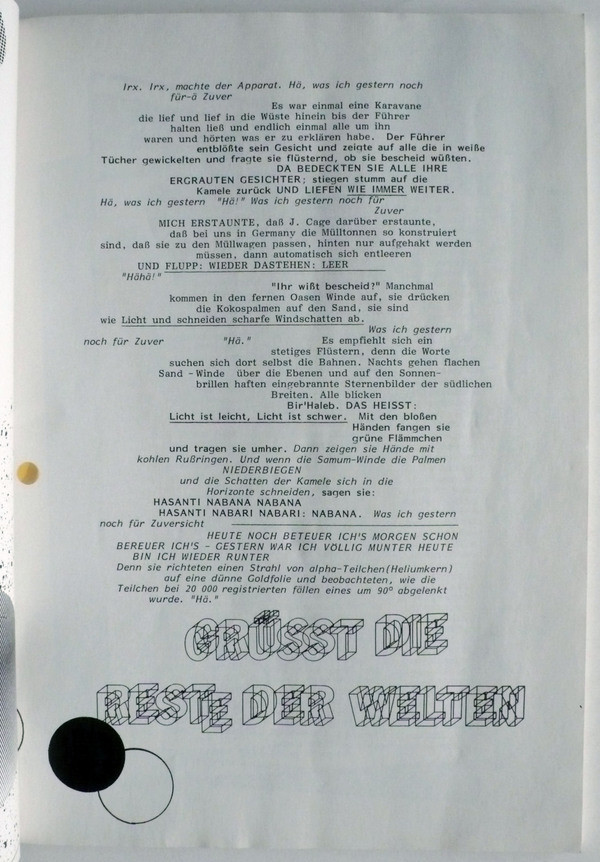 Irx. Irx, machte der Apparat. Hä, was ich gestern noch
für-ä Zuver
Es war einmal eine Karavane
die lief und lief in die Wüste hinein bis der Führer
halten ließ und endlich einmal alle um ihn
waren und hörten was er zu erklären habe. Der Führer
entblößte sein Gesicht und zeigte auf alle die in weiße
Tücher gewickelten und fragte sie flüsternd, ob sie bescheid wüßten.
DA BEDECKTEN SIE ALLE IHRE
ERGRAUTEN GESICHTER; stiegen stumm auf die
Kamele zurück UND LIEFEN WIE IMMER WEITER.
Hä, was ich gestern "Hä!" Was ich gestern noch für
Zuver
MICH ERSTAUNTE, daß J. Cage darüber erstaunte,
daß bei uns in Germany die Mülltonnen so konstruiert
sind, daß sie zu den Müllwagen passen, hinten nur aufgehakt werden
müssen, dann automatisch sich entleeren
UND FLUPP: WIEDER DASTEHEN: LEER
"Hähä!"
"Ihr wißt bescheid?" Manchmal
kommen in den fernen Oasen Winde auf, sie drücken
die Kokospalmen auf den Sand, sie sind
wie Licht und schneiden scharfe Windschatten ab.
Was ich gestern
noch für Zuver "Hä." Es empfiehlt sich ein
stetiges Flüstern, denn die Worte
suchen sich dort selbst die Bahnen. Nachts gehen flachen
Sand - Winde über die Ebenen und auf den Sonnen-
brillen haften eingebrannte Sternenbilder der südlichen
Breiten. Alle blicken
Bir'Haleb. DAS HEISST:
Licht ist leicht, Licht ist schwer. Mit den bloßen
Händen fangen sie
grüne Flämmchen
und tragen sie umher. Dann zeigen sie Hände mit
kohlen Rußringen. Und wenn die Samum-Winde die Palmen
NIEDERBIEGEN
und die Schatten der Kamele sich in die
Horizonte schneiden, sagen sie:
HASANTI NABANA NABANA
HASANTI NABARI NABARI: NABANA. Was ich gestern
noch für Zuversicht
HEUTE NOCH BETEUER ICH'S MORGEN SCHON
BEREUER ICH'S - GESTERN WAR ICH VÖLLIG MUNTER HEUTE
BIN ICH WIEDER RUNTER
Denn sie richteten einen Strahl von alpha-Teilchen(Heliumkern)
auf eine dünne Goldfolie und beobachteten, wie die
Teilchen bei 20 000 registrierten fällen eines um 90° abgelenkt
wurde. "Hä."
GRÜSST DIE
RESTE DER WELTEN